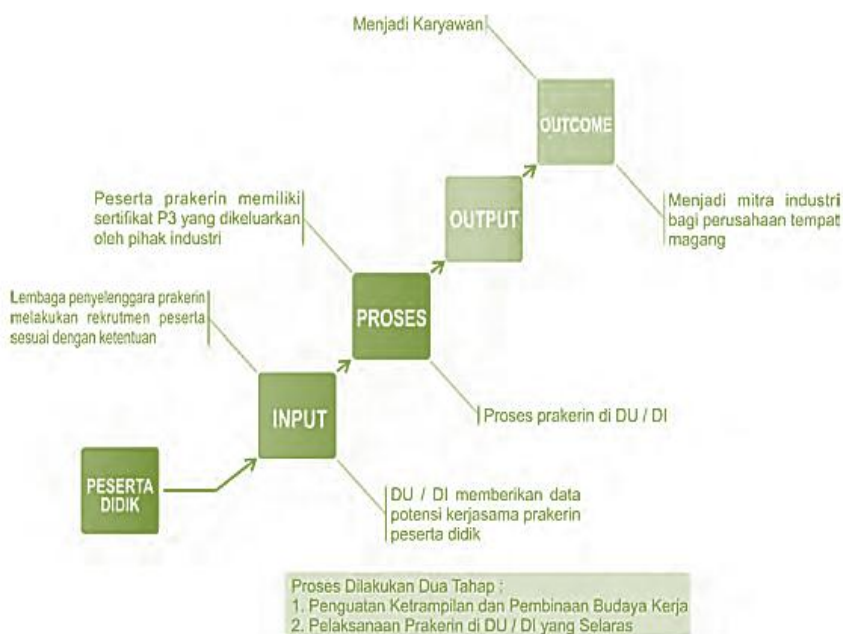 Menjadi Karyawan
OUTCOME
Peserta prakerin memiliki
sertifikat P3 yang dikeluarkan
oleh pihak industri
OUTPUT
Menjadi mitra industri
bagi perusahaan tempat
magang
Lembaga penyelenggara prakerin
melakukan rekrutmen peserta
sesuai dengan ketentuan
PROSES
INPUT
Proses prakerin di DU / DI
PESERTA
DIDIK
DU / DI memberikan data
potensi kerjasama prakerin
peserta didik
Proses Dilakukan Dua Tahap :
1. Penguatan Ketrampilan dan Pembinaan Budaya Kerja
2. Pelaksanaan Prakerin di DU / DI yang Selaras